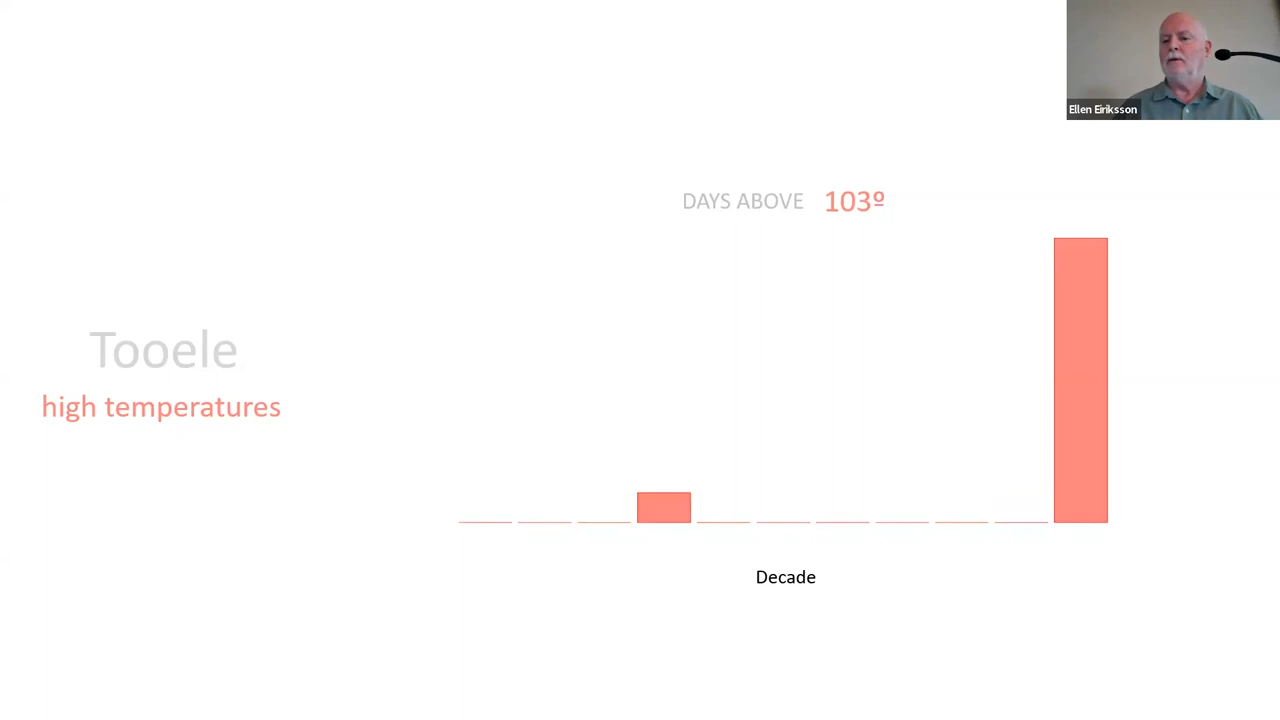 Ellen Eiriksson
DAYS ABOVE 103º
Tooele
high temperatures
Decade